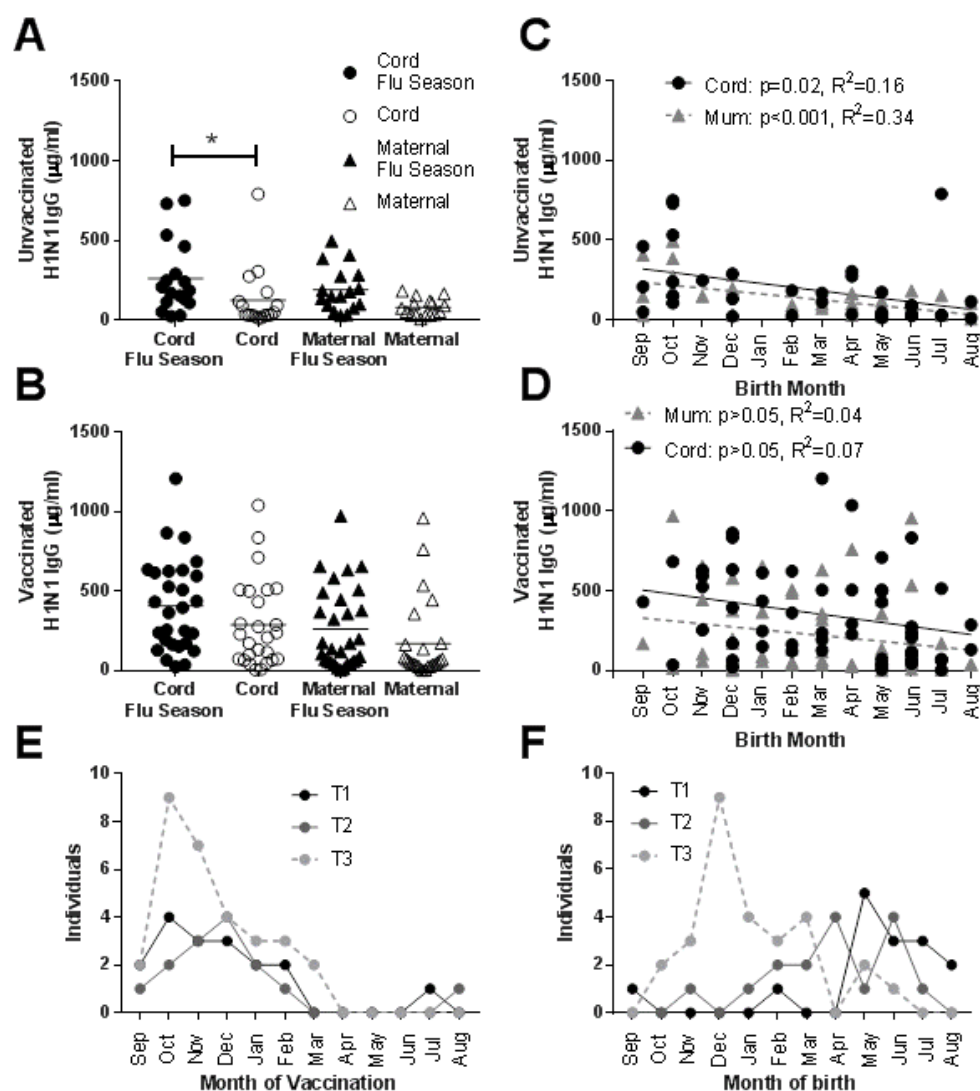 A
Unvaccinated
H1N1 IgG (µg/ml)
1500
1000
500
0
*
Cord
Flu Season
Cord
Maternal
Flu Season
Maternal
Cord
Flu Season
Cord
Maternal
Flu Season
Maternal
C
Unvaccinated
H1N1 IgG (µg/ml)
1500
1000
500
0
Cord: p=0.02, R²=0.16
Mum: p<0.001, R²=0.34
Sep
Oct
Nov
Dec
Jan
Feb
Mar
Apr
May
Jun
Jul
Aug
Birth Month
B
Vaccinated
H1N1 IgG (µg/ml)
1500
1000
500
0
Cord
Flu Season
Cord
Maternal
Flu Season
Maternal
D
Vaccinated
H1N1 IgG (µg/ml)
1500
1000
500
0
Mum: p>0.05, R²=0.04
Cord: p>0.05, R²=0.07
Sep
Oct
Nov
Dec
Jan
Feb
Mar
Apr
May
Jun
Jul
Aug
Birth Month
E
Individuals
10
8
6
4
2
0
T1
T2
T3
Sep
Oct
Nov
Dec
Jan
Feb
Mar
Apr
May
Jun
Jul
Aug
Month of Vaccination
F
Individuals
10
8
6
4
2
0
T1
T2
T3
Sep
Oct
Nov
Dec
Jan
Feb
Mar
Apr
May
Jun
Jul
Aug
Month of birth